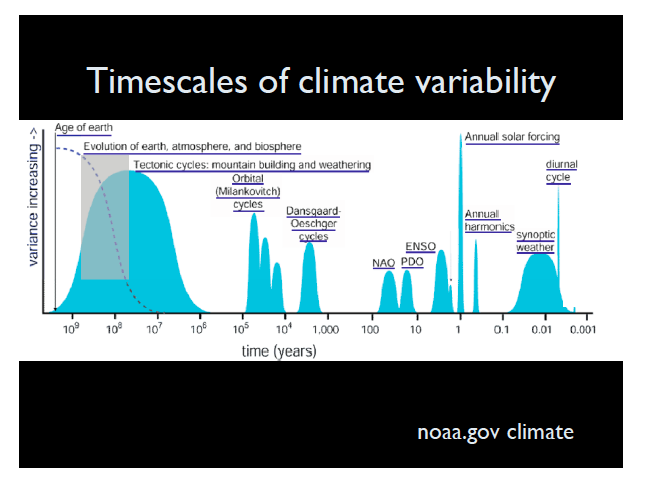 Timescales of climate variability
variance increasing ->
Age of earth
Evolution of earth, atmosphere, and biosphere
Tectonic cycles: mountain building and weathering
Orbital
(Milankovitch)
cycles
Dansgaard-
Oeschger
cycles
NAO
PDO
ENSO
Annuall solar forcing
Annuall
harmonics
synoptic
weather
diurnal
cycle
10⁹ 10⁸ 10⁷ 10⁶ 10⁵ 10⁴ 1,000 100 10 1 0.1 0.01 0.001
time (years)
noaa.gov climate